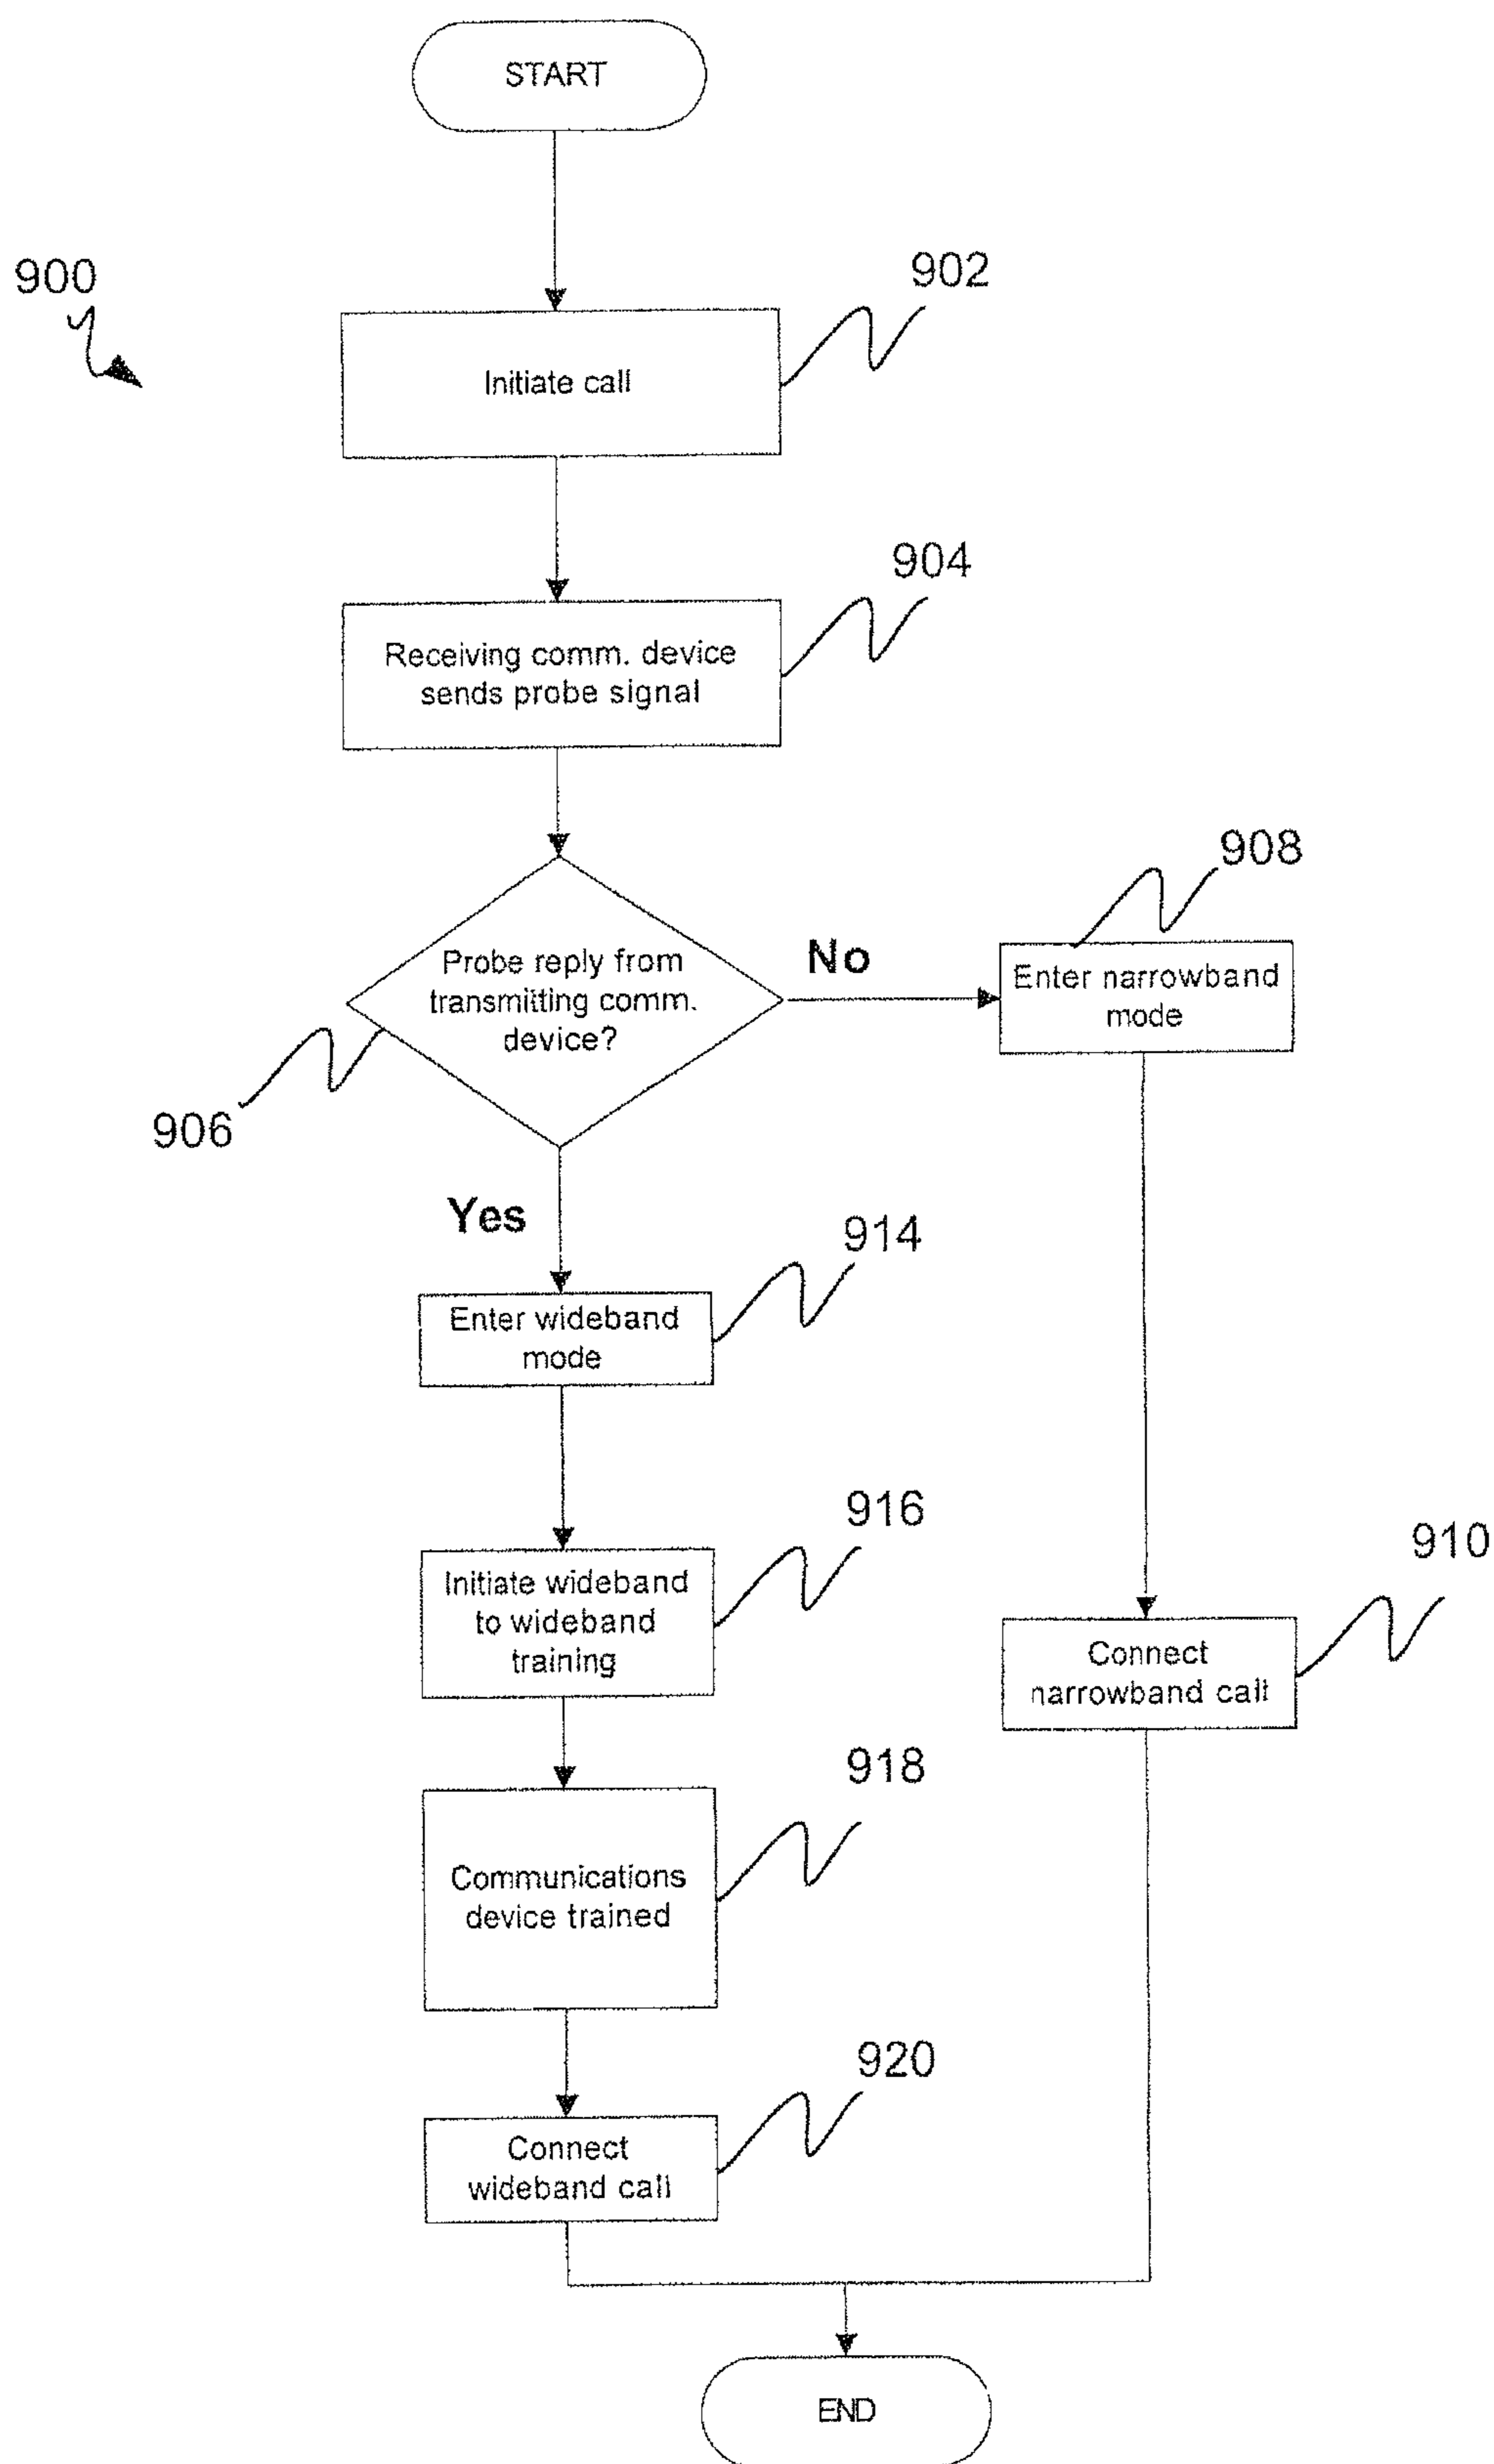 START
900
902
Initiate call
904
Receiving comm. device
sends probe signal
908
Probe reply from
transmitting comm.
device?
No
Enter narrowband
mode
906
Yes
914
Enter wideband
mode
916
Initiate wideband
to wideband
training
910
Connect
narrowband call
918
Communications
device trained
920
Connect
wideband call
END